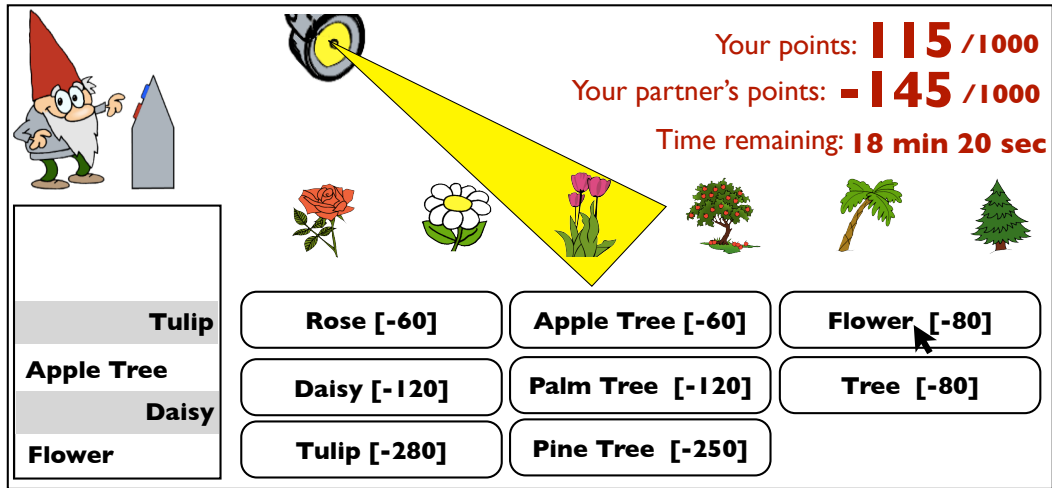 Your points: 115 /1000
Your partner's points: -145 /1000
Time remaining: 18 min 20 sec
Tulip
Apple Tree
Daisy
Flower
Rose [-60]
Apple Tree [-60]
Flower [-80]
Daisy [-120]
Palm Tree [-120]
Tree [-80]
Tulip [-280]
Pine Tree [-250]